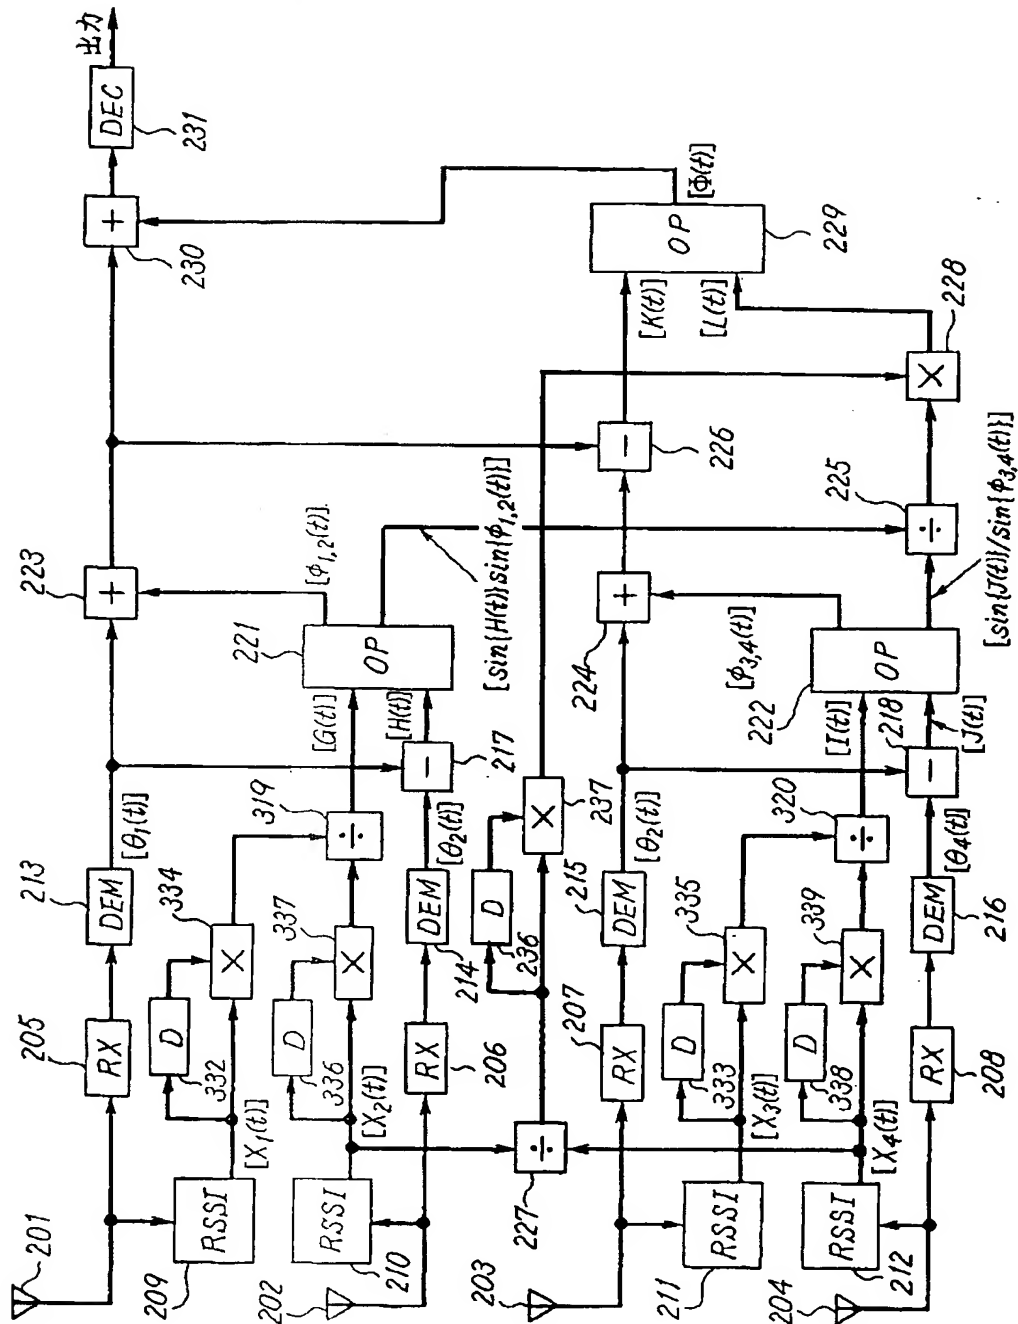 出力
DEC
231
+
230
[Φ(t)]
OP
229
[K(t)]
[L(t)]
228
×
−
226
225
÷
[sin{J(t)}/sin{φ3,4(t)}]
223
+
[φ1,2(t)]
[sin{H(t)}sin{φ1,2(t)}]
221
OP
[G(t)]
[H(t)]
224
+
[φ3,4(t)]
222
OP
[I(t)]
218
[J(t)]
−
217
−
[θ1(t)]
319
÷
[θ2(t)]
237
×
[θ2(t)]
320
÷
[θ4(t)]
213
DEM
334
×
337
×
214
DEM
D
236
215
DEM
335
×
339
×
216
DEM
205
RX
D
332
D
336
206
RX
207
RX
D
333
D
338
208
RX
[X1(t)]
[X2(t)]
227
÷
[X3(t)]
[X4(t)]
209
RSSI
210
RSSI
211
RSSI
212
RSSI
201
202
203
204